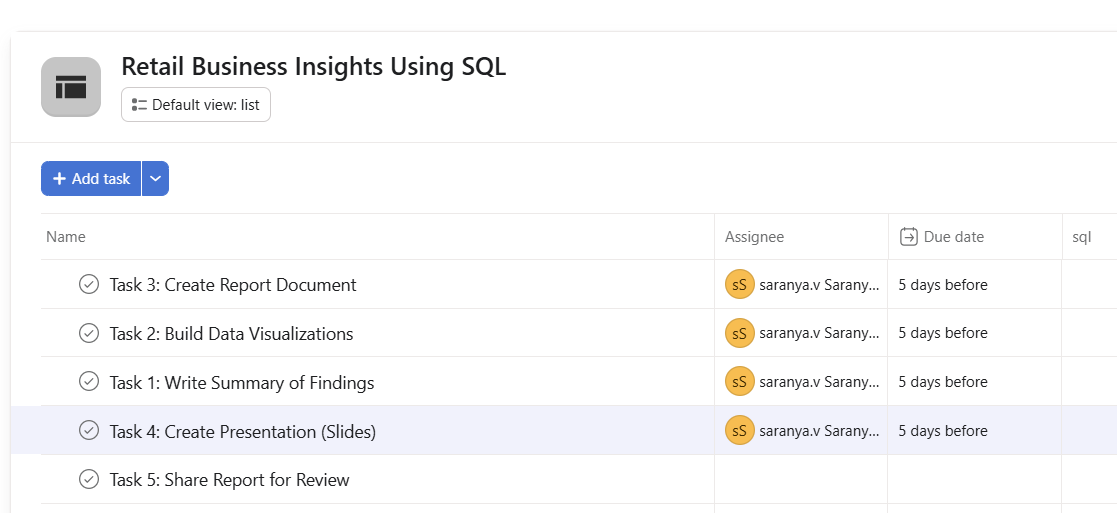 Retail Business Insights Using SQL
Default view: list
+ Add task
Name Assignee Due date sql
Task 3: Create Report Document sS saranya.v Sarany... 5 days before
Task 2: Build Data Visualizations sS saranya.v Sarany... 5 days before
Task 1: Write Summary of Findings sS saranya.v Sarany... 5 days before
Task 4: Create Presentation (Slides) sS saranya.v Sarany... 5 days before
Task 5: Share Report for Review